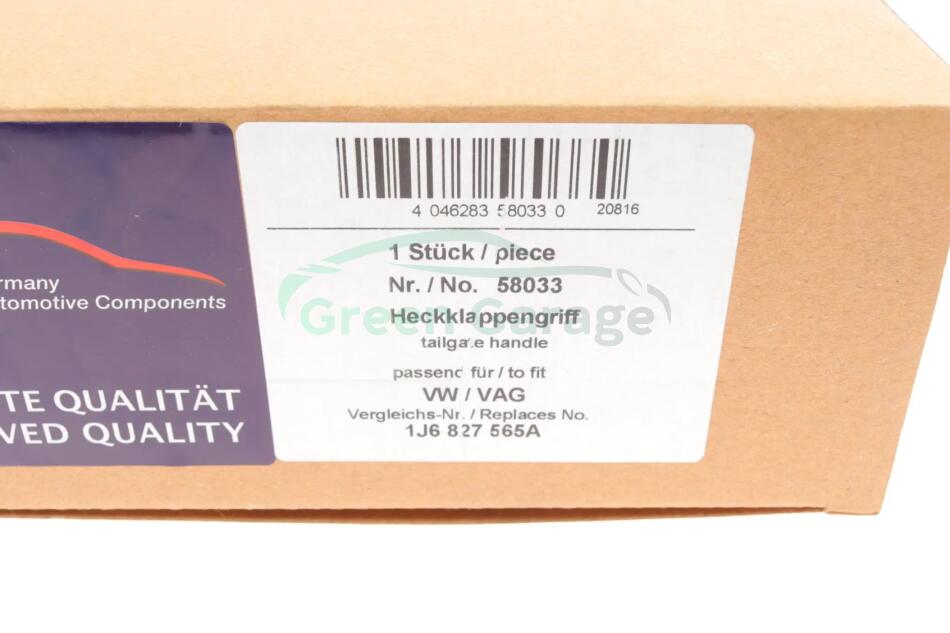 4 046283 58033 0
20816
1 Stück / piece
Nr. / No. 58033
Heckklappengriff
tailgate handle
passend für / to fit
VW / VAG
Vergleichs-Nr. / Replaces No.
1J6 827 565A
Green Garage
rmany
tomotive Components
TE QUALITÄT
VED QUALITY